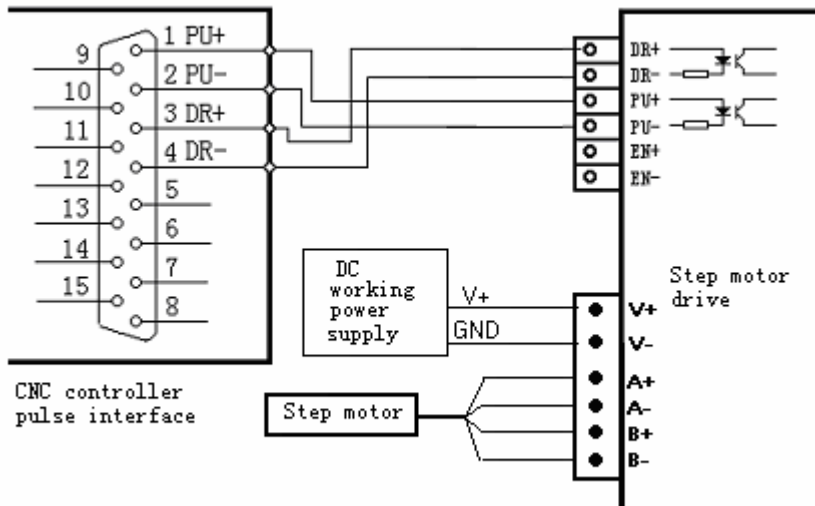 1 PU+
9
2 PU-
10
3 DR+
11
4 DR-
12
5
13
6
14
7
15
8
CNC controller
pulse interface
DR+
DR-
PU+
PU-
EN+
EN-
DC
working
power
supply
V+
GND
Step motor
drive
V+
V-
A+
A-
B+
B-
Step motor